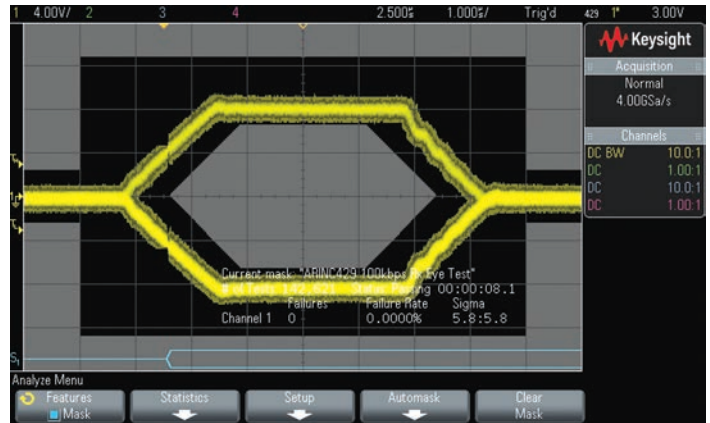 1 4.00V/ 2 3 4 2.500s 1.000s/ Trig'd 429 1 3.00V
Keysight
Acquisition
Normal
4.00GSa/s
Channels
DC BW 10.0:1
DC 1.00:1
DC 10.0:1
DC 1.00:1
Current mask: "ARINC429 100kbps Rx Eye Test"
# of Tests: 142,621 Status: Passing 00:00:08.1
Failures Failure Rate Sigma
Channel 1 0 0.0000% 5.8:5.8
S1
Analyze Menu
Features Statistics Setup Automask Clear
Mask Mask